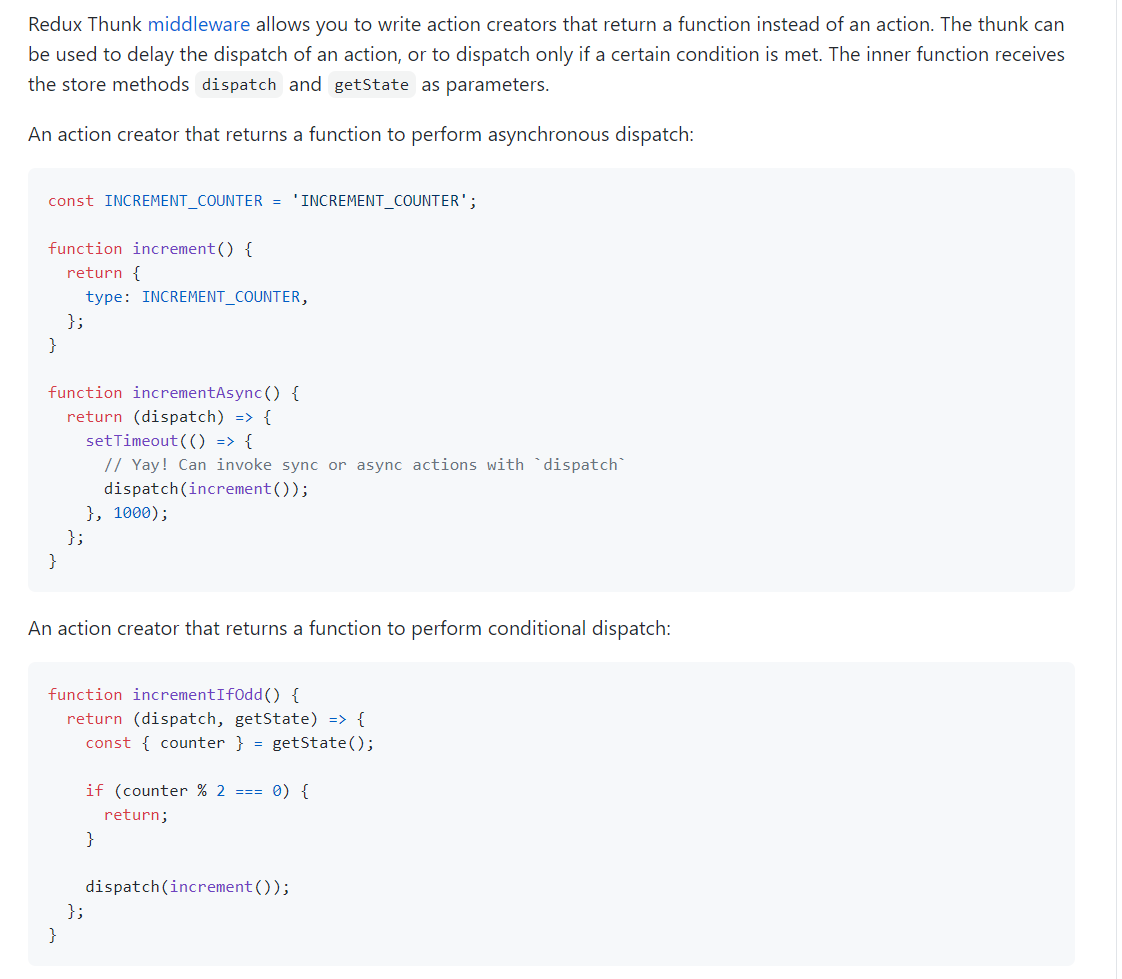 Redux Thunk middleware allows you to write action creators that return a function instead of an action. The thunk can
be used to delay the dispatch of an action, or to dispatch only if a certain condition is met. The inner function receives
the store methods dispatch and getState as parameters.
An action creator that returns a function to perform asynchronous dispatch:
const INCREMENT_COUNTER = 'INCREMENT_COUNTER';
function increment() {
  return {
    type: INCREMENT_COUNTER,
  };
}
function incrementAsync() {
  return (dispatch) => {
    setTimeout(() => {
      // Yay! Can invoke sync or async actions with `dispatch`
      dispatch(increment());
    }, 1000);
  };
}
An action creator that returns a function to perform conditional dispatch:
function incrementIfOdd() {
  return (dispatch, getState) => {
    const { counter } = getState();
    if (counter % 2 === 0) {
      return;
    }
    dispatch(increment());
  };
}